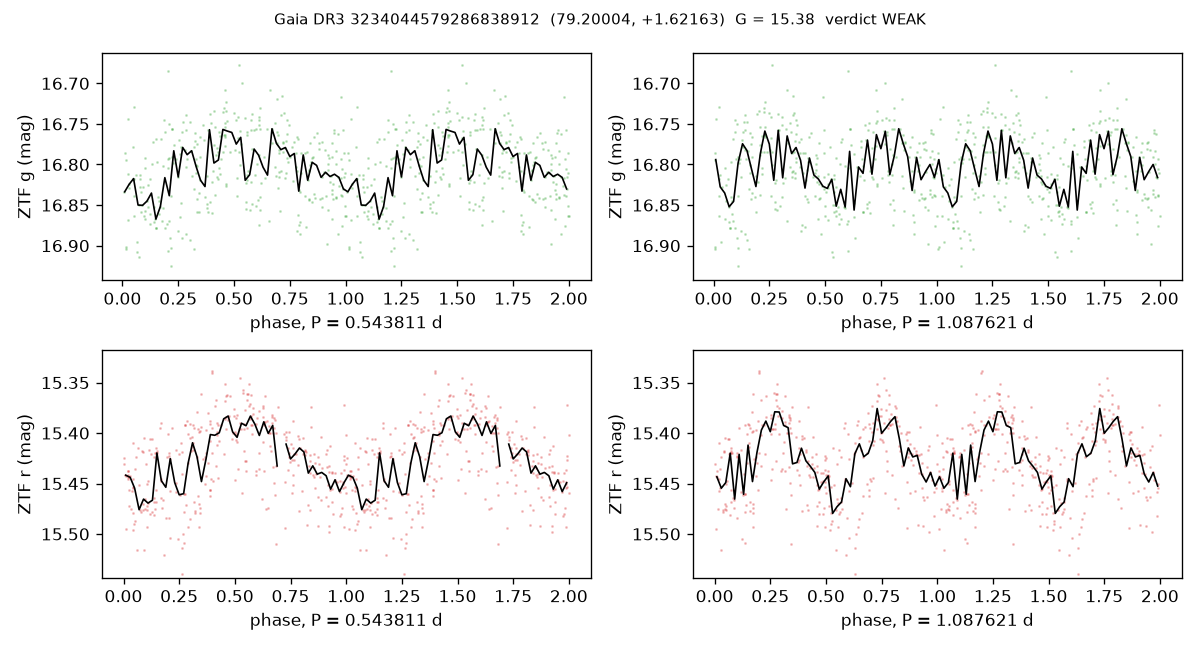 Gaia DR3 3234044579286838912  (79.20004, +1.62163)  G = 15.38  verdict WEAK
ZTF g (mag)
16.70
16.75
16.80
16.85
16.90
0.00 0.25 0.50 0.75 1.00 1.25 1.50 1.75 2.00
phase, P = 0.543811 d
ZTF g (mag)
16.70
16.75
16.80
16.85
16.90
0.00 0.25 0.50 0.75 1.00 1.25 1.50 1.75 2.00
phase, P = 1.087621 d
ZTF r (mag)
15.35
15.40
15.45
15.50
0.00 0.25 0.50 0.75 1.00 1.25 1.50 1.75 2.00
phase, P = 0.543811 d
ZTF r (mag)
15.35
15.40
15.45
15.50
0.00 0.25 0.50 0.75 1.00 1.25 1.50 1.75 2.00
phase, P = 1.087621 d